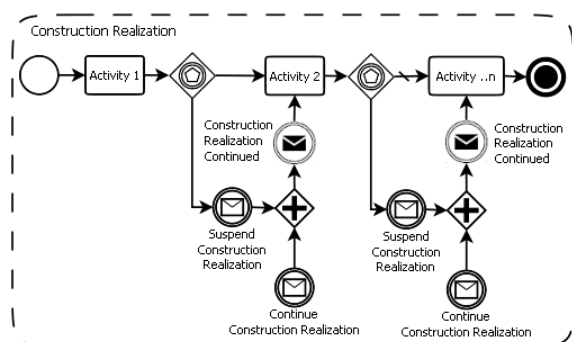 Construction Realization
Activity 1
Activity 2
Activity ..n
Construction
Realization
Continued
Construction
Realization
Continued
Suspend
Construction
Realization
Suspend
Construction
Realization
Continue
Construction Realization
Continue
Construction Realization